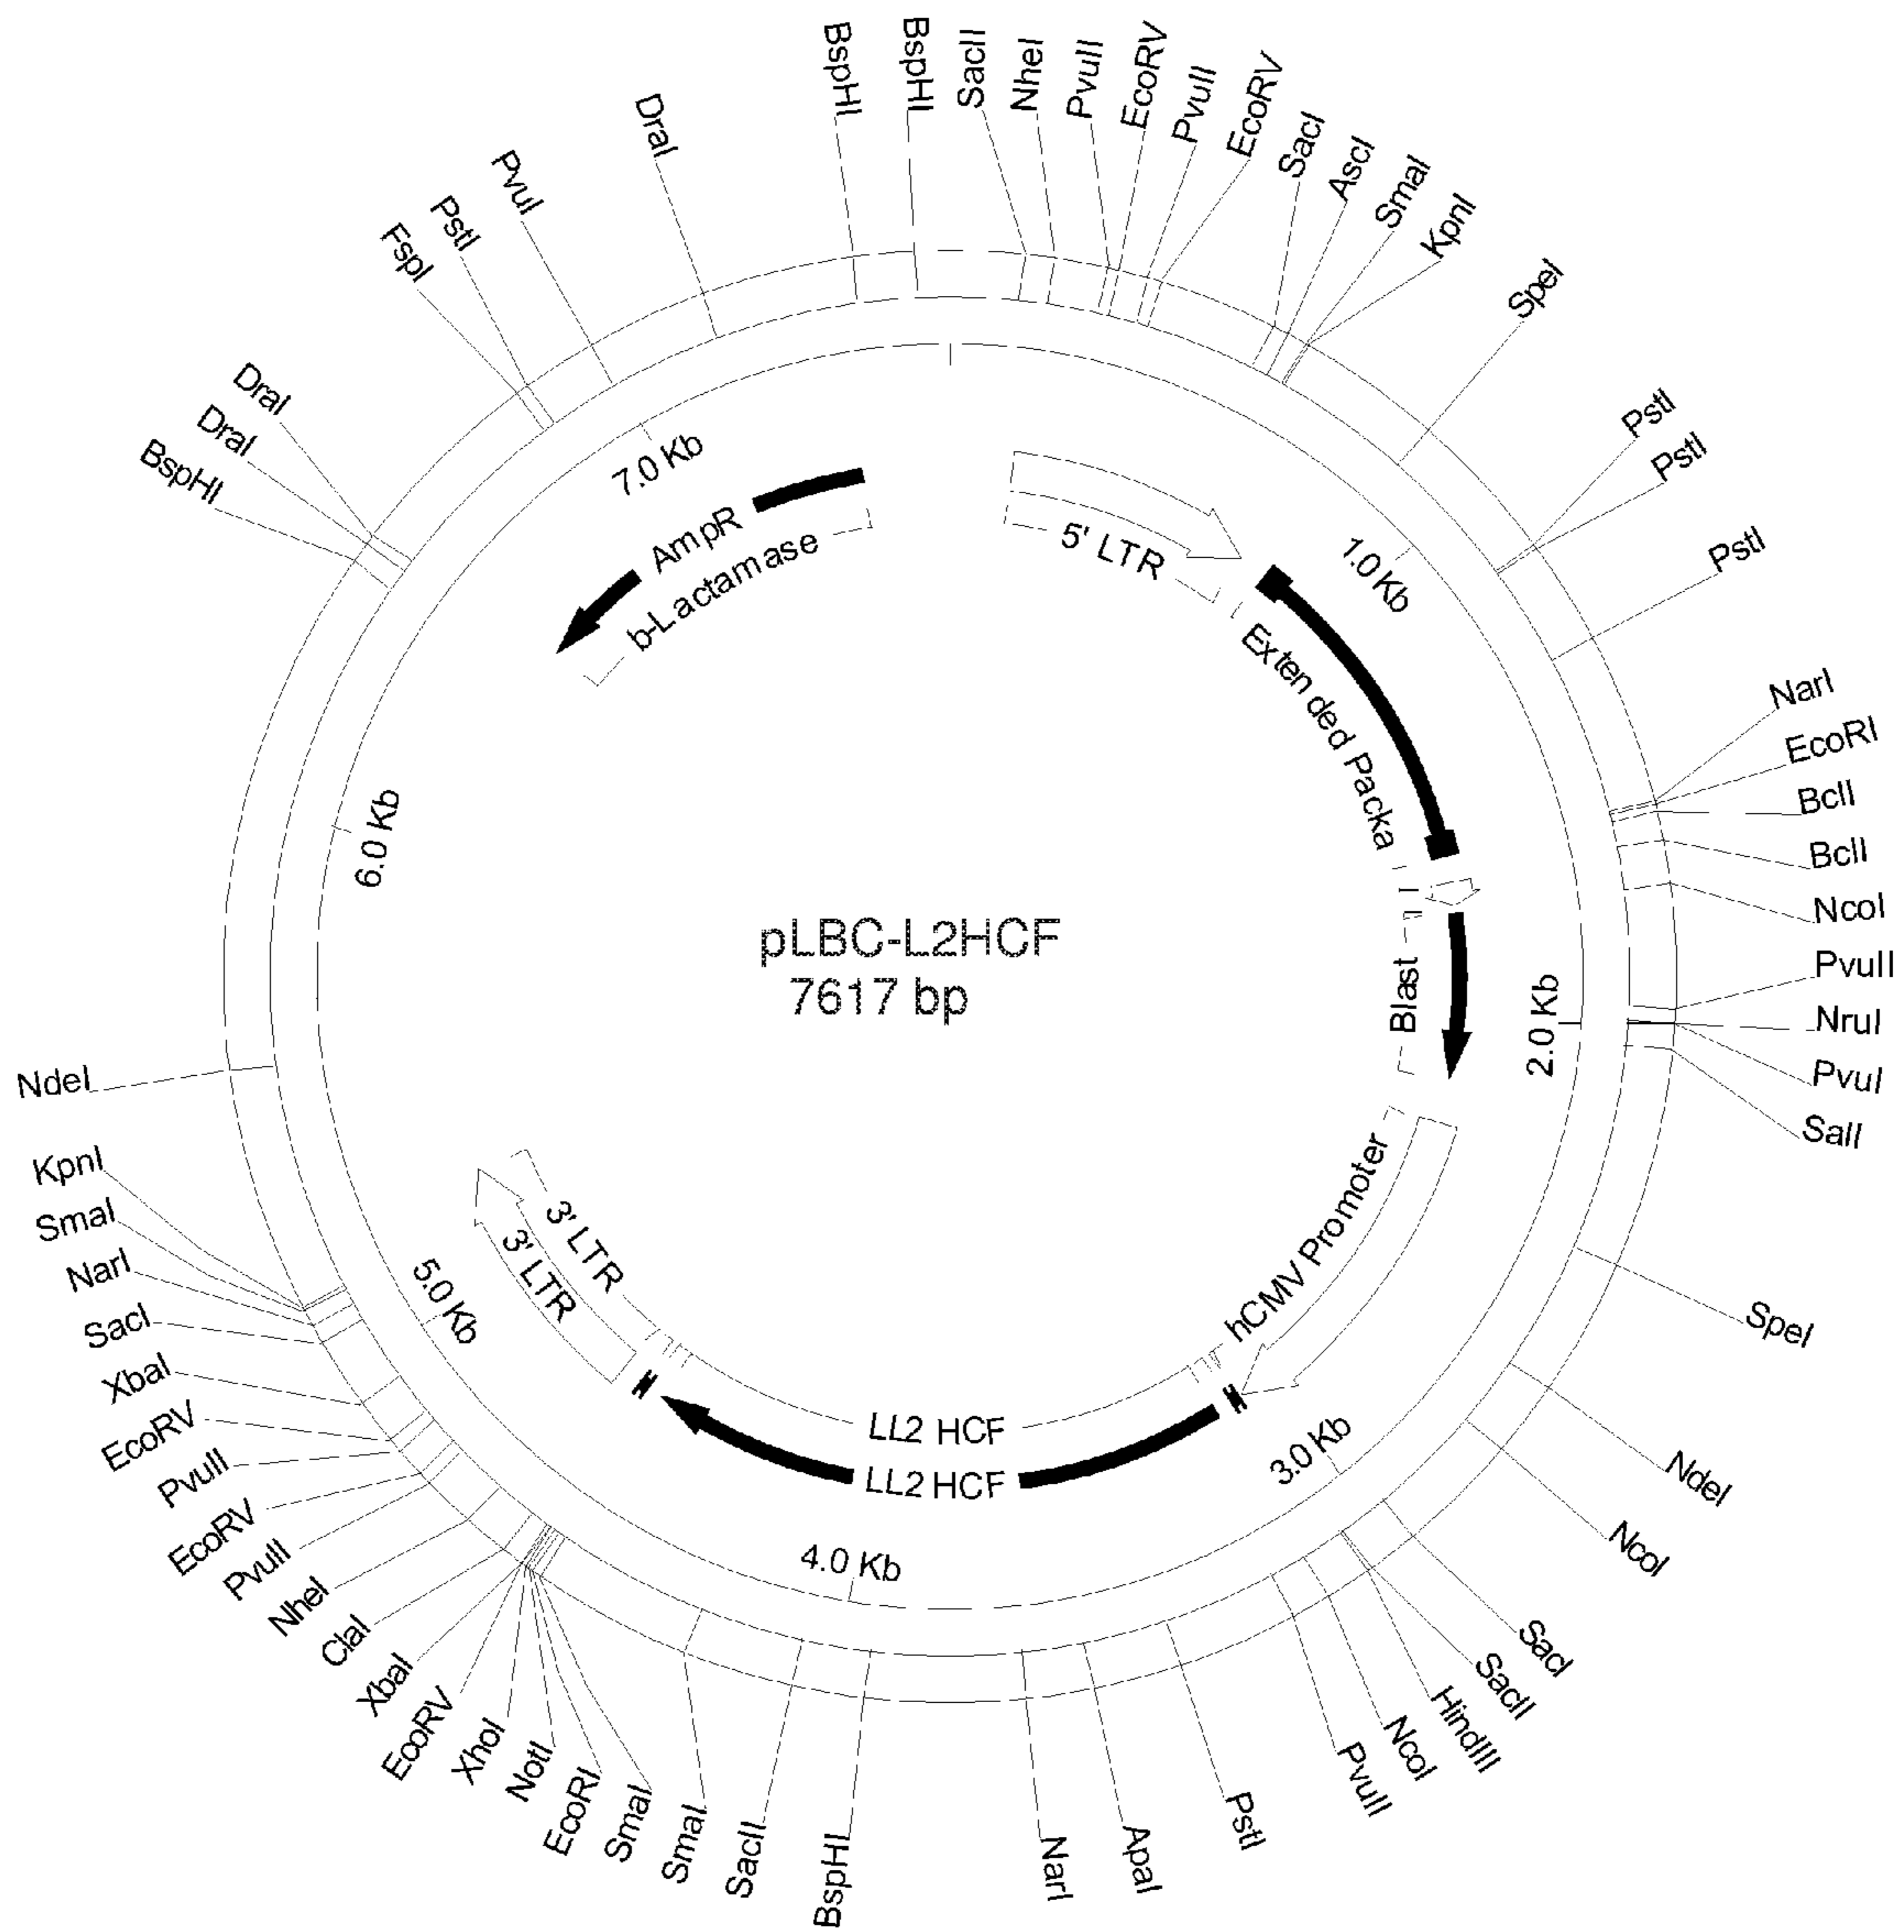 BspHI
BspHI
SacII
NheI
PvuII
EcoRV
PvuII
EcoRV
SacI
AscI
SmaI
KpnI
SpeI
PstI
PstI
PstI
NarI
EcoRI
BclI
BclI
NcoI
PvuII
NruI
PvuI
SalI
SpeI
NdeI
NcoI
SacI
SacII
HindIII
NcoI
PvuII
PstI
ApaI
NarI
BspHI
SacII
SmaI
SmaI
EcoRI
NotI
XhoI
EcoRV
XbaI
ClaI
NheI
PvuII
EcoRV
PvuII
EcoRV
XbaI
SacI
NarI
SmaI
KpnI
NdeI
BspHI
DraI
DraI
FspI
PstI
PvuI
DraI
1.0 Kb
2.0 Kb
3.0 Kb
4.0 Kb
5.0 Kb
6.0 Kb
7.0 Kb
5' LTR
Extended Packa
Blast
hCMV Promoter
LL2 HCF
LL2 HCF
3' LTR
3' LTR
AmpR
b-Lactamase
pLBC-L2HCF
7617 bp